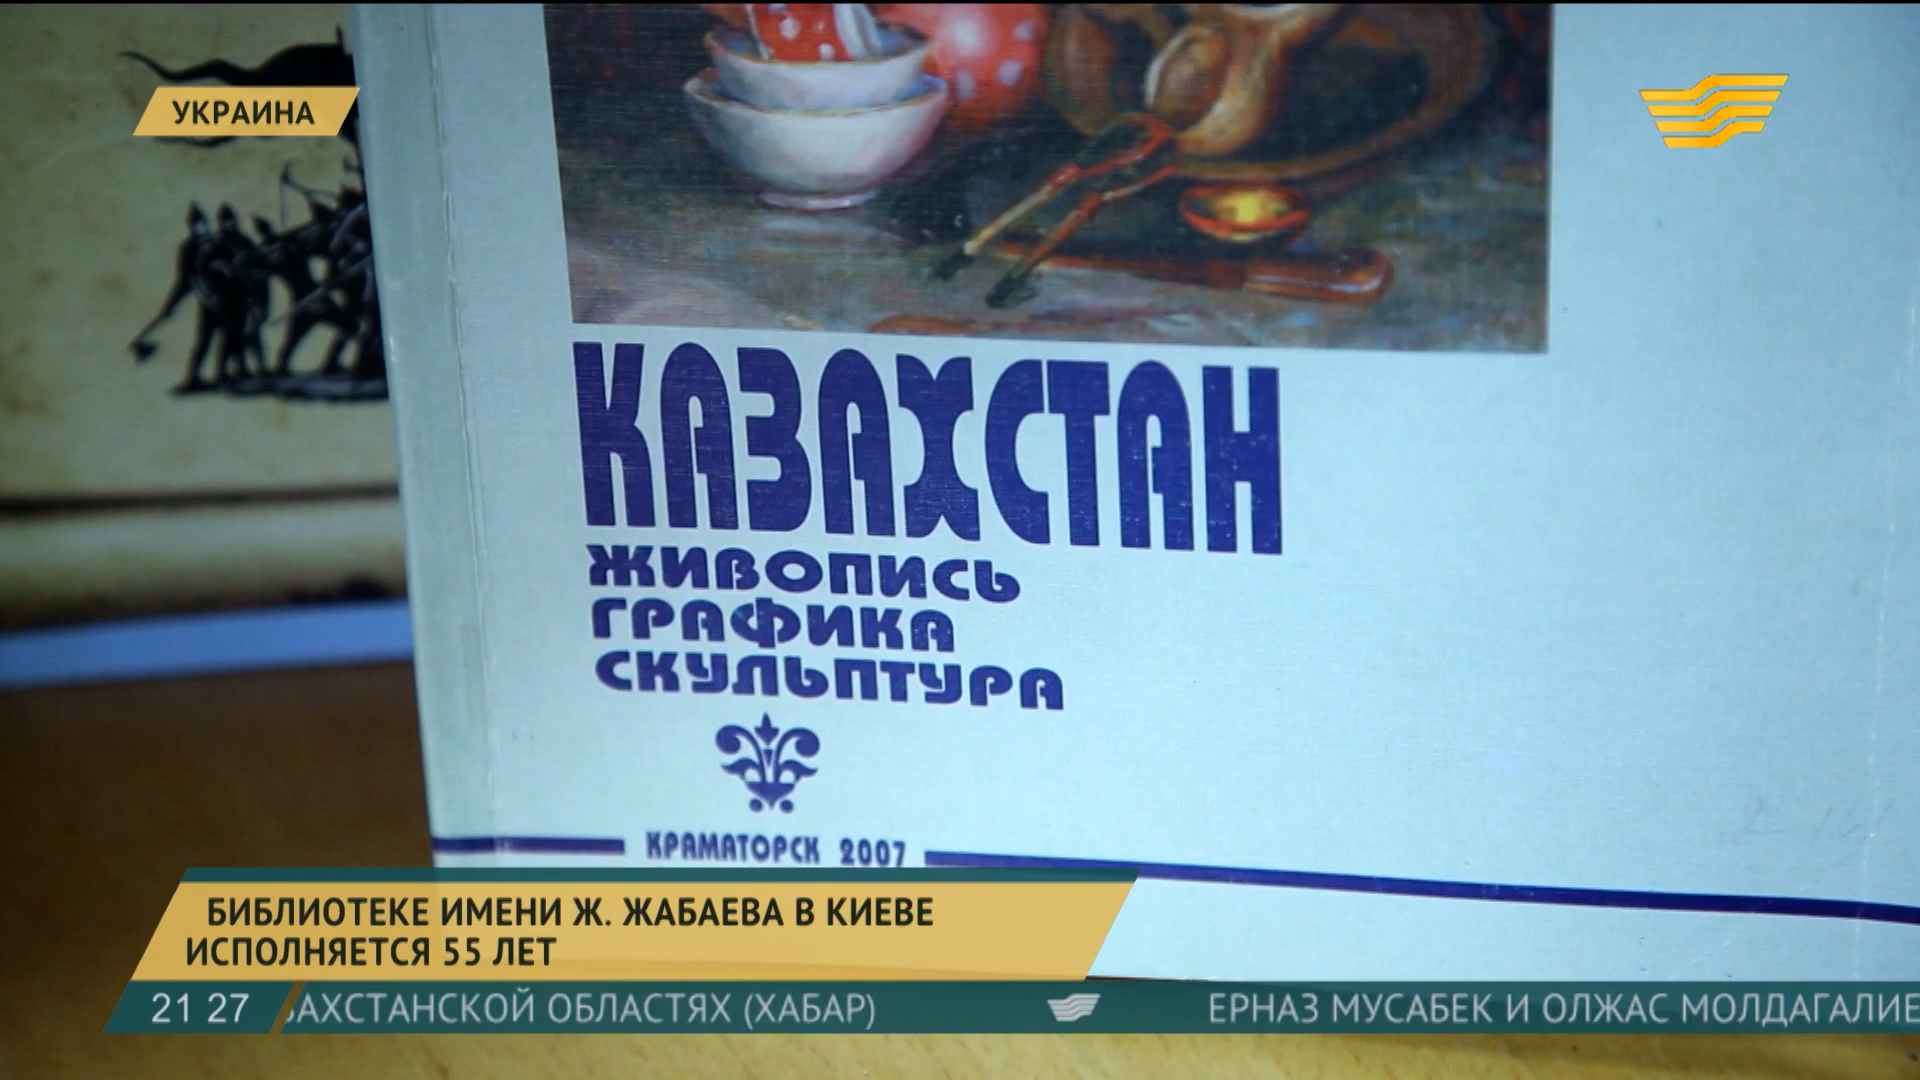 УКРАИНА
КАЗАХСТАН
ЖИВОПИСЬ
ГРАФИКА
СКУЛЬПТУРА
КРАМАТОРСК 2007
БИБЛИОТЕКЕ ИМЕНИ Ж. ЖАБАЕВА В КИЕВЕ
ИСПОЛНЯЕТСЯ 55 ЛЕТ
21 27 АХСТАНСКОЙ ОБЛАСТЯХ (ХАБАР) ЕРНАЗ МУСАБЕК И ОЛЖАС МОЛДАГАЛИЕ